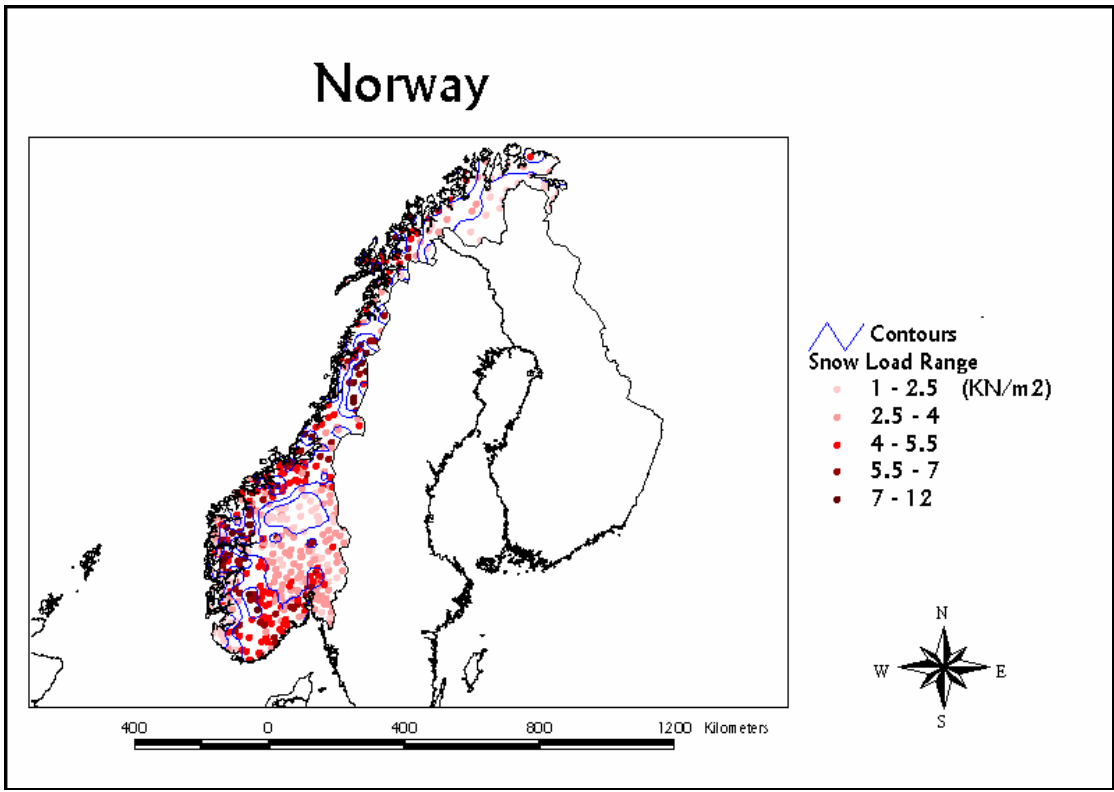 Norway
Contours
Snow Load Range
1 - 2.5 (KN/m2)
2.5 - 4
4 - 5.5
5.5 - 7
7 - 12
N
W E
S
400 0 400 800 1200 Kilometers